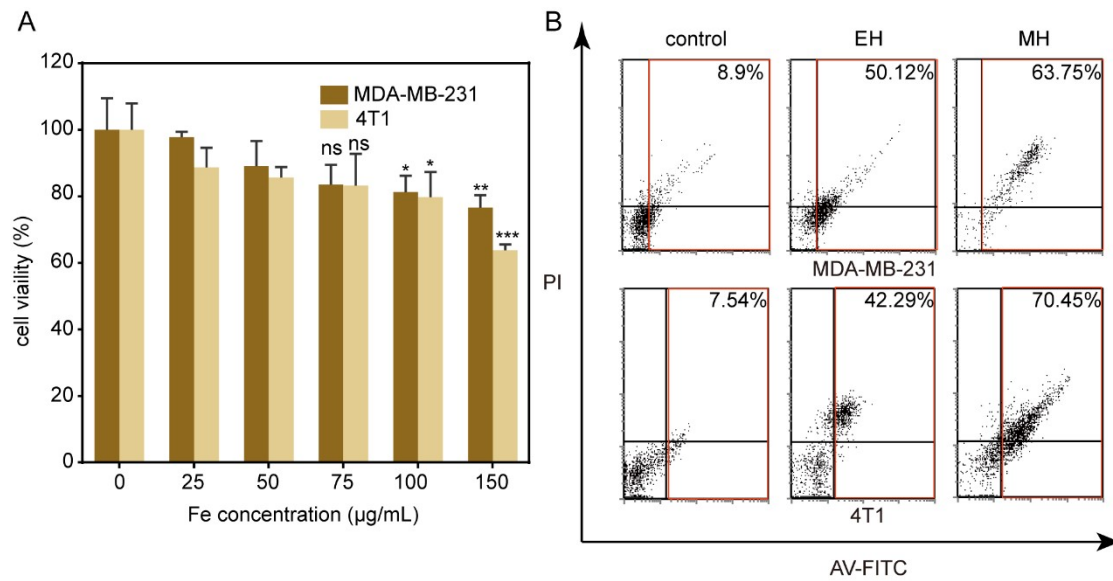 A
120
100
80
60
40
20
0
cell viaility (%)
MDA-MB-231
4T1
ns ns
* *
**
***
0 25 50 75 100 150
Fe concentration (μg/mL)
B
control EH MH
8.9% 50.12% 63.75%
MDA-MB-231
PI
7.54% 42.29% 70.45%
4T1
AV-FITC